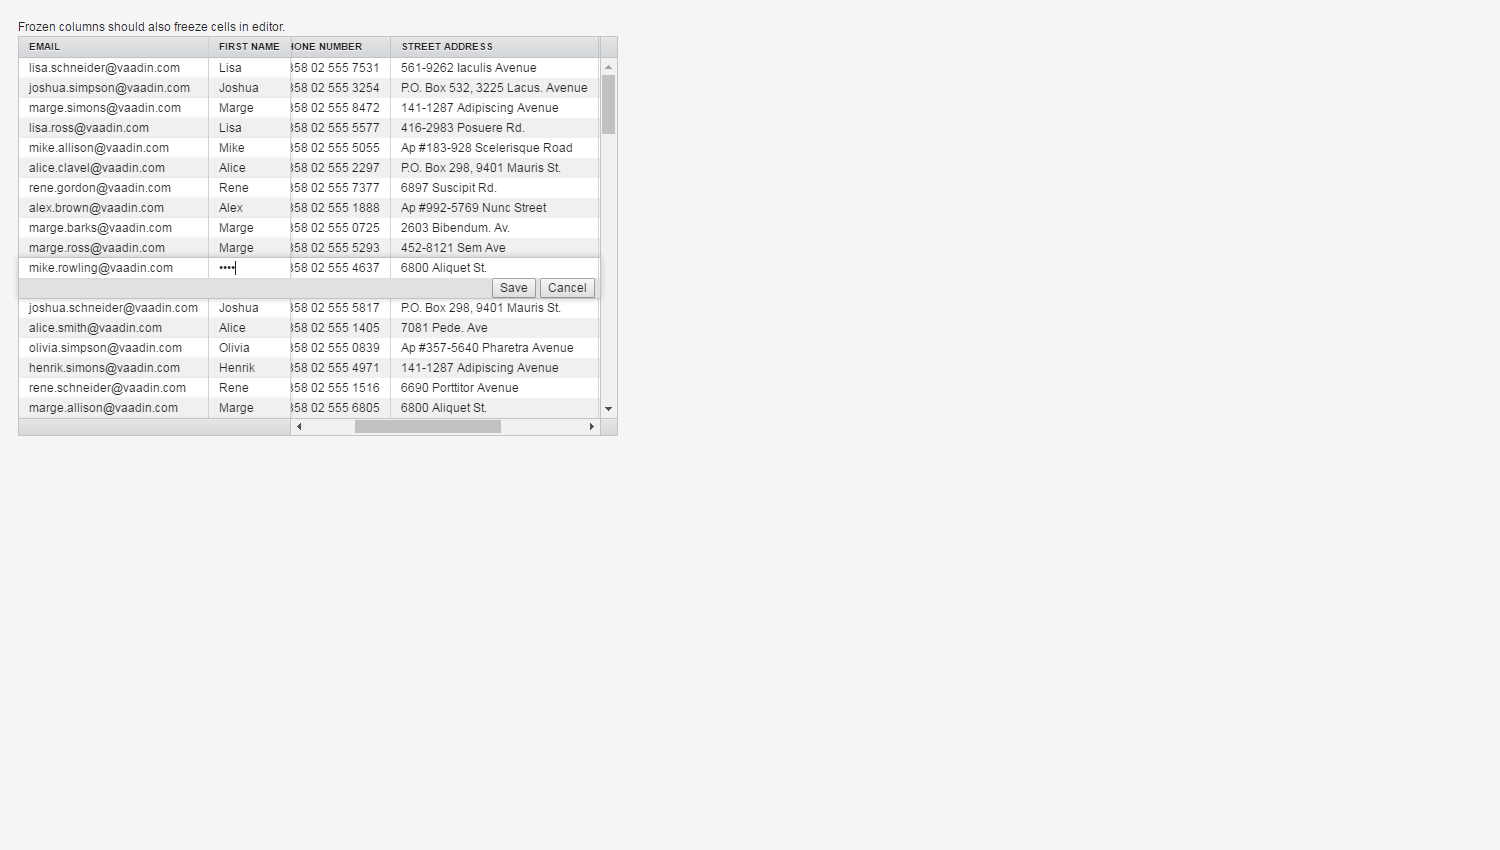 Frozen columns should also freeze cells in editor.
EMAIL FIRST NAME HONE NUMBER STREET ADDRESS
lisa.schneider@vaadin.com Lisa 358 02 555 7531 561-9262 Iaculis Avenue
joshua.simpson@vaadin.com Joshua 358 02 555 3254 P.O. Box 532, 3225 Lacus. Avenue
marge.simons@vaadin.com Marge 358 02 555 8472 141-1287 Adipiscing Avenue
lisa.ross@vaadin.com Lisa 358 02 555 5577 416-2983 Posuere Rd.
mike.allison@vaadin.com Mike 358 02 555 5055 Ap #183-928 Scelerisque Road
alice.clavel@vaadin.com Alice 358 02 555 2297 P.O. Box 298, 9401 Mauris St.
rene.gordon@vaadin.com Rene 358 02 555 7377 6897 Suscipit Rd.
alex.brown@vaadin.com Alex 358 02 555 1888 Ap #992-5769 Nunc Street
marge.barks@vaadin.com Marge 358 02 555 0725 2603 Bibendum. Av.
marge.ross@vaadin.com Marge 358 02 555 5293 452-8121 Sem Ave
mike.rowling@vaadin.com •••• 358 02 555 4637 6800 Aliquet St.
Save Cancel
joshua.schneider@vaadin.com Joshua 358 02 555 5817 P.O. Box 298, 9401 Mauris St.
alice.smith@vaadin.com Alice 358 02 555 1405 7081 Pede. Ave
olivia.simpson@vaadin.com Olivia 358 02 555 0839 Ap #357-5640 Pharetra Avenue
henrik.simons@vaadin.com Henrik 358 02 555 4971 141-1287 Adipiscing Avenue
rene.schneider@vaadin.com Rene 358 02 555 1516 6690 Porttitor Avenue
marge.allison@vaadin.com Marge 358 02 555 6805 6800 Aliquet St.